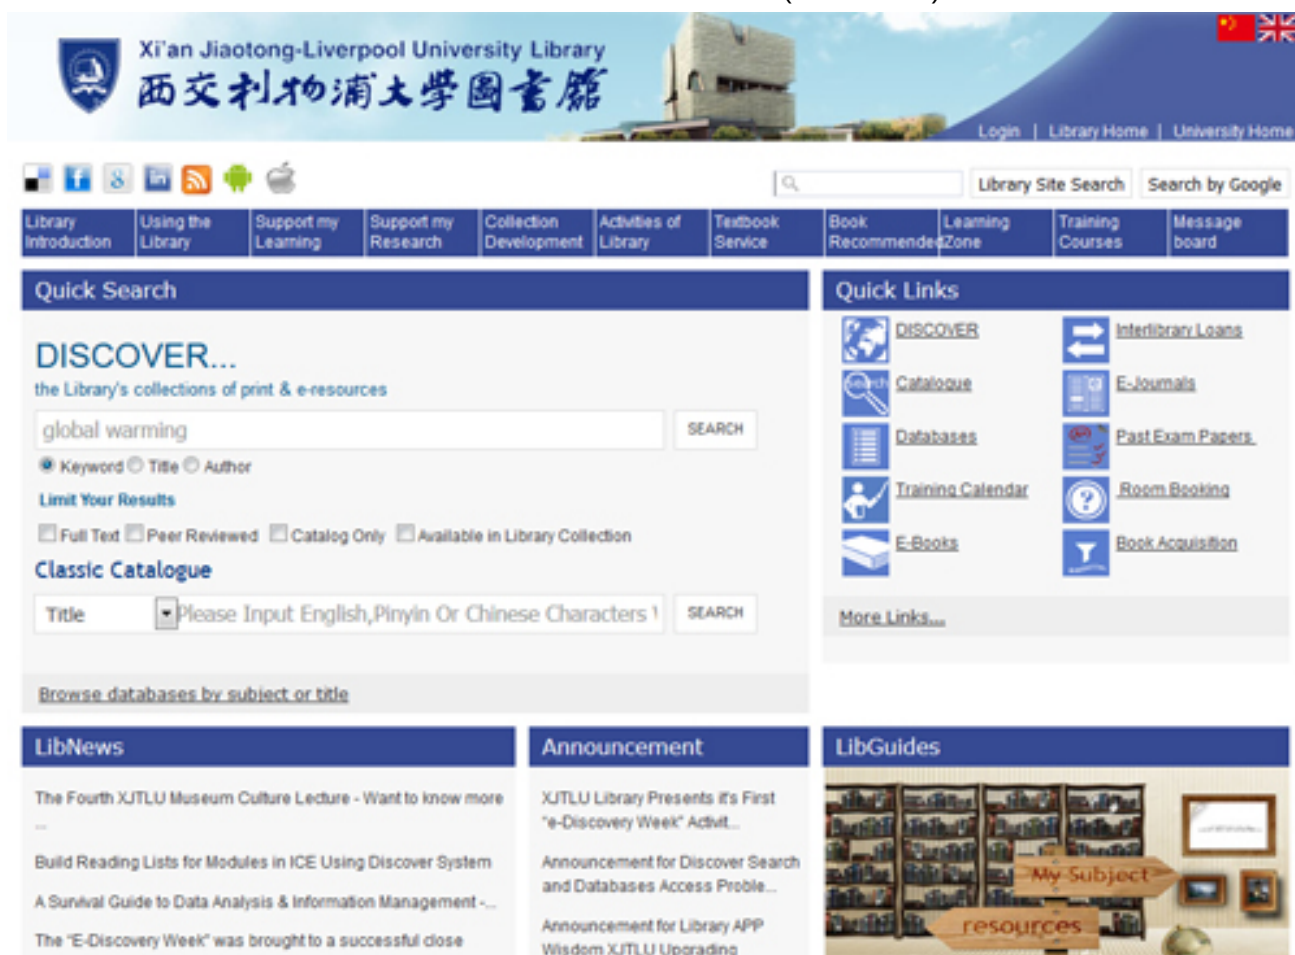 Xi'an Jiaotong-Liverpool University Library
西交利物浦大學圖書館
Login | Library Home | University Home
Library Site Search
Search by Google
Library Introduction
Using the Library
Support my Learning
Support my Research
Collection Development
Activities of Library
Textbook Service
Book Recommended
Learning Zone
Training Courses
Message board
Quick Search
DISCOVER...
the Library's collections of print & e-resources
global warming
SEARCH
Keyword Title Author
Limit Your Results
Full Text Peer Reviewed Catalog Only Available in Library Collection
Classic Catalogue
Title
Please Input English,Pinyin Or Chinese Characters
SEARCH
Browse databases by subject or title
Quick Links
DISCOVER
Interlibrary Loans
Search
Catalogue
E-Journals
Databases
Past Exam Papers
Training Calendar
Room Booking
E-Books
Book Acquisition
More Links...
LibNews
The Fourth XJTLU Museum Culture Lecture - Want to know more
...
Build Reading Lists for Modules in ICE Using Discover System
A Survival Guide to Data Analysis & Information Management -...
The "E-Discovery Week" was brought to a successful close
Announcement
XJTLU Library Presents it's First
"e-Discovery Week" Activit...
Announcement for Discover Search
and Databases Access Proble...
Announcement for Library APP
Wisdom XJTLU Upgrading
LibGuides
My Subject
resources